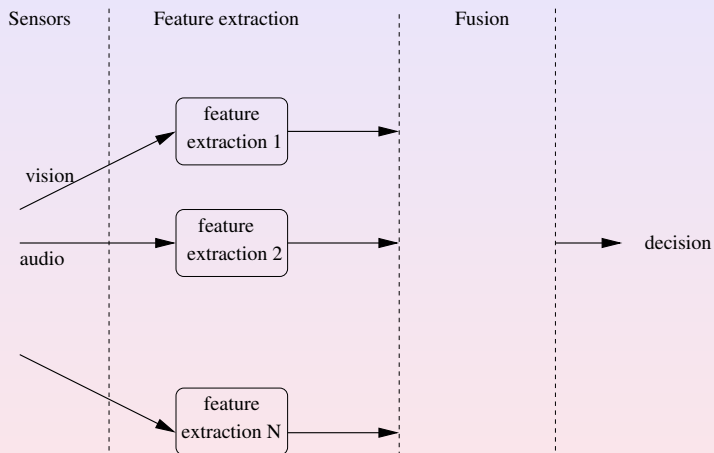 Sensors
Feature extraction
Fusion
feature
extraction 1
vision
feature
extraction 2
audio
decision
feature
extraction N